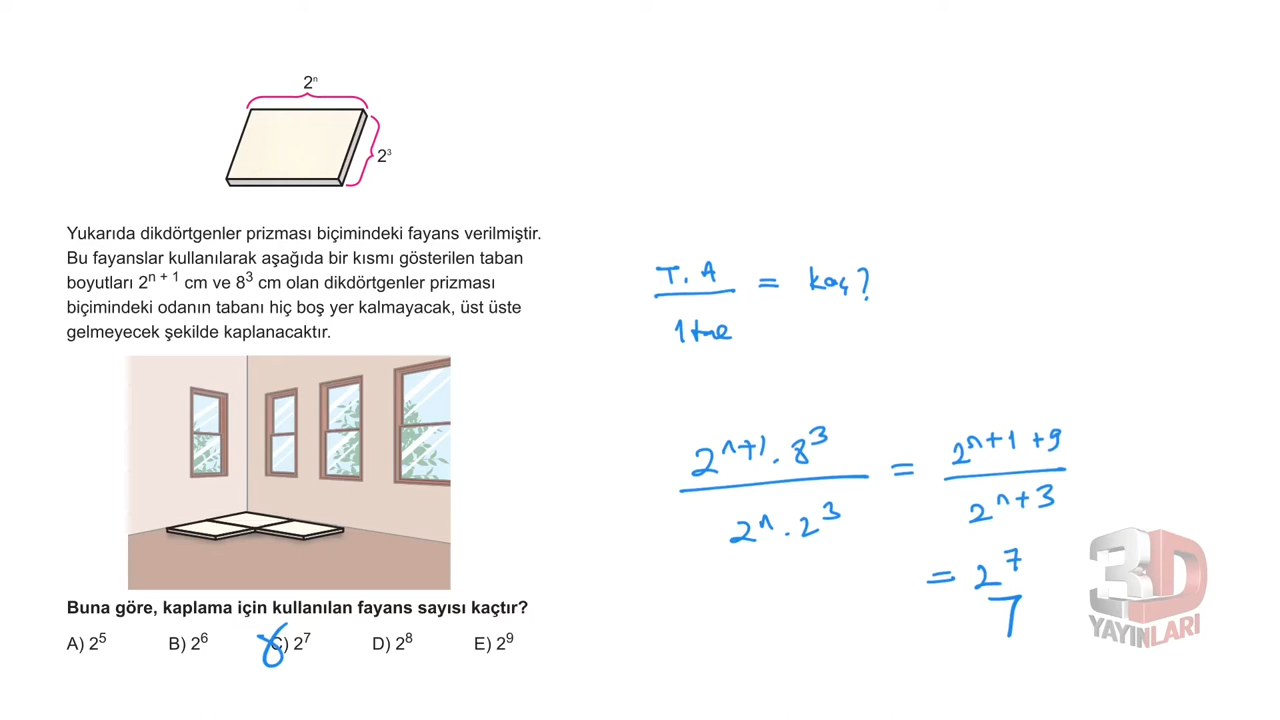 2ⁿ
2³
Yukarıda dikdörtgenler prizması biçimindeki fayans verilmiştir.
Bu fayanslar kullanılarak aşağıda bir kısmı gösterilen taban
boyutları 2ⁿ ⁺ ¹ cm ve 8³ cm olan dikdörtgenler prizması
biçimindeki odanın tabanı hiç boş yer kalmayacak, üst üste
gelmeyecek şekilde kaplanacaktır.
Buna göre, kaplama için kullanılan fayans sayısı kaçtır?
A) 2⁵ B) 2⁶ C) 2⁷ D) 2⁸ E) 2⁹
T.A / 1 tne = kaç?
2ⁿ⁺¹ . 8³ / 2ⁿ . 2³ = 2ⁿ⁺¹⁺⁹ / 2ⁿ⁺³
= 2⁷
7
3D
YAYINLARI